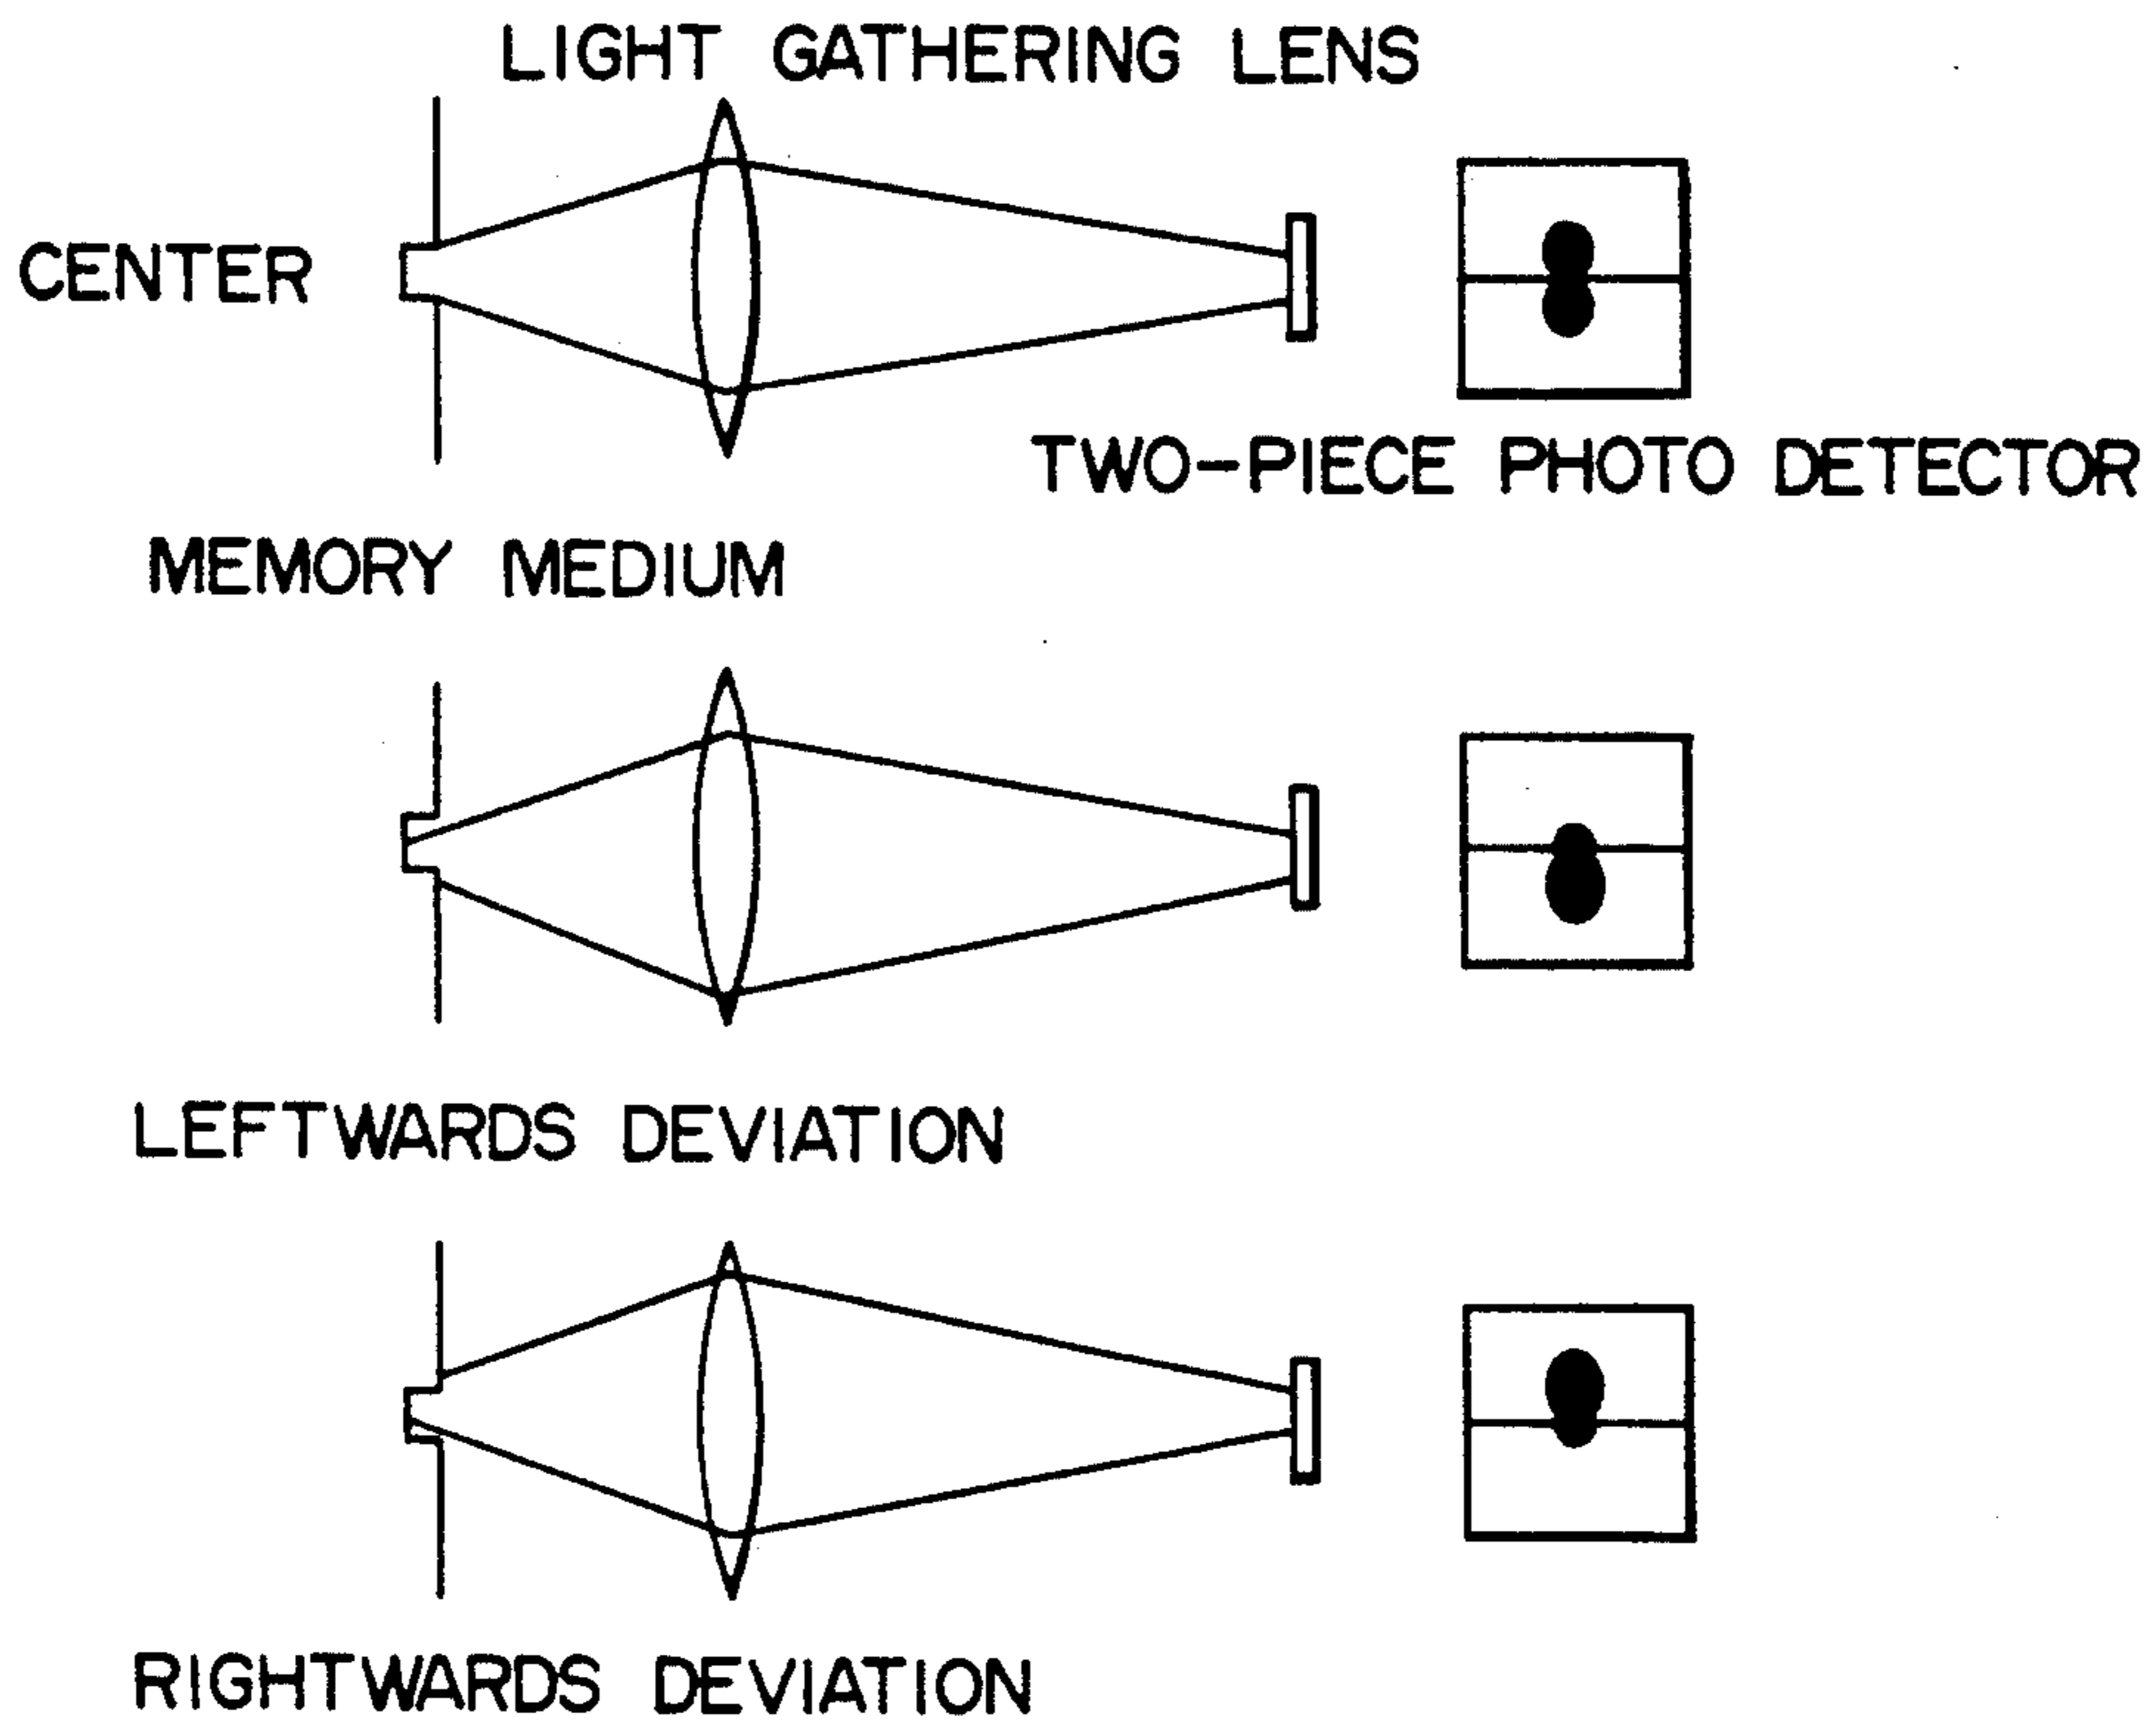 LIGHT GATHERING LENS
CENTER
TWO-PIECE PHOTO DETECTOR
MEMORY MEDIUM
LEFTWARDS DEVIATION
RIGHTWARDS DEVIATION